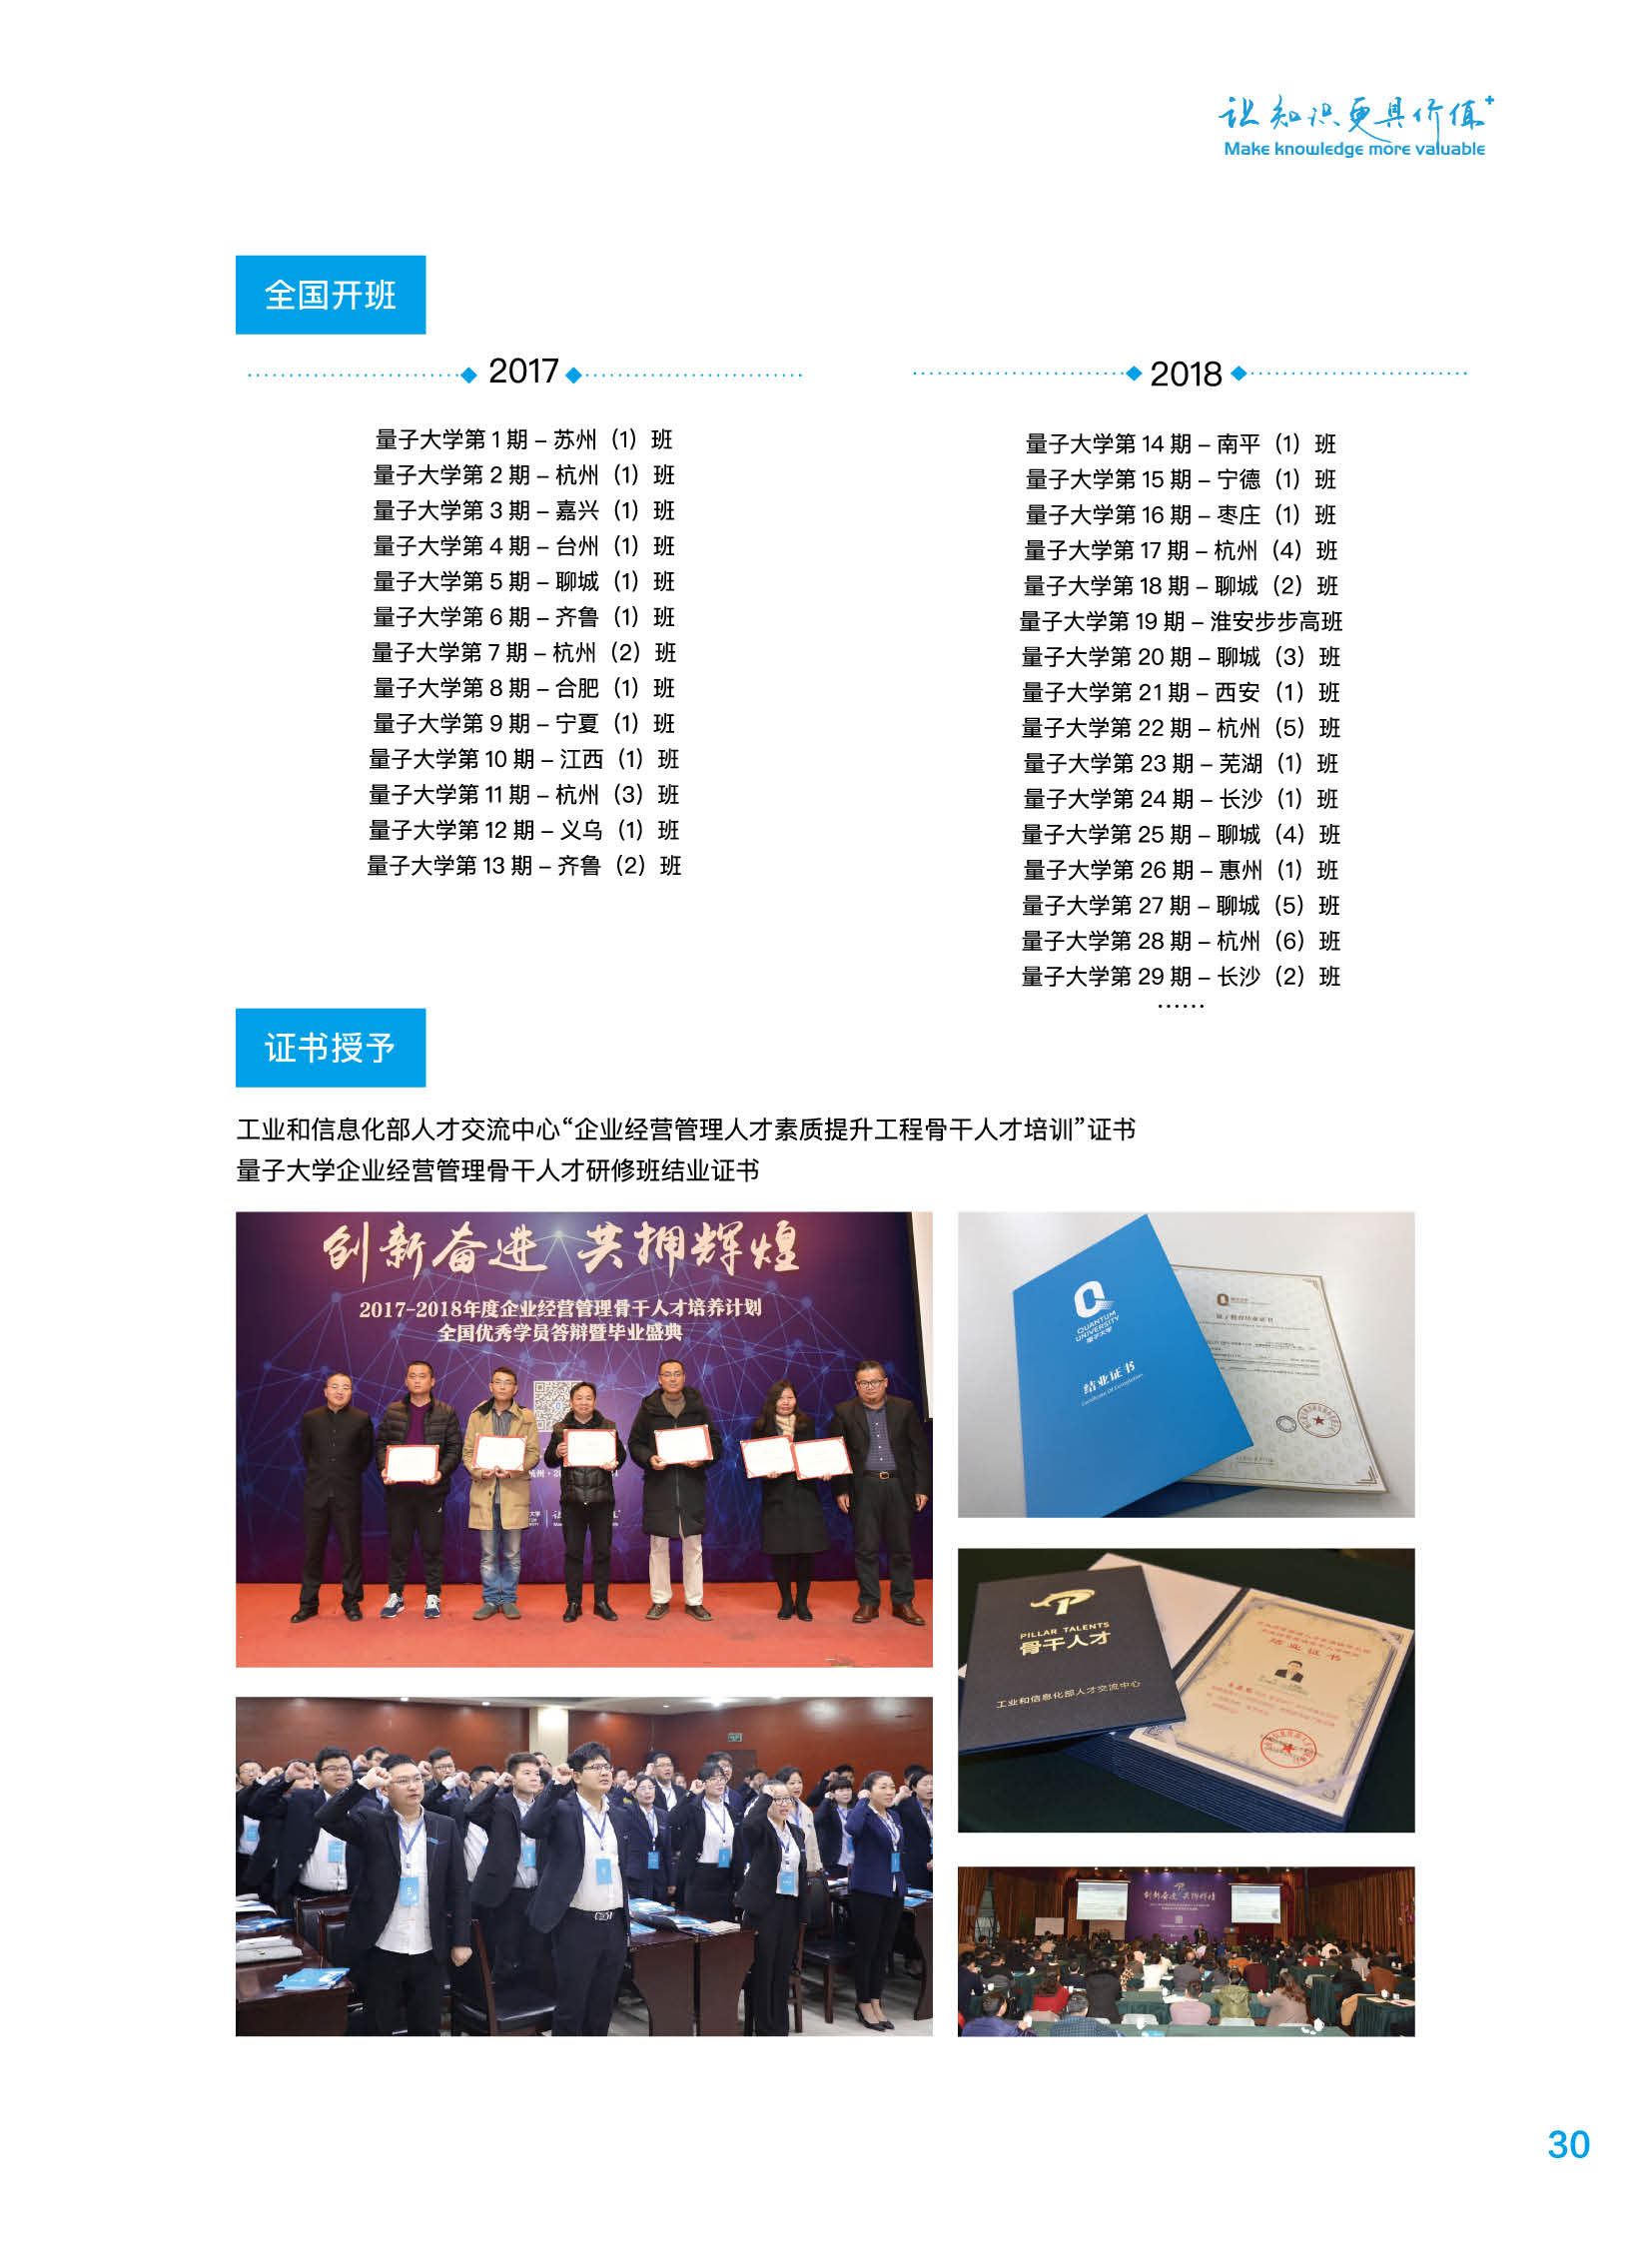 让知识更具价值+
Make knowledge more valuable
全国开班
2017
量子大学第 1 期 – 苏州（1）班
量子大学第 2 期 – 杭州（1）班
量子大学第 3 期 – 嘉兴（1）班
量子大学第 4 期 – 台州（1）班
量子大学第 5 期 – 聊城（1）班
量子大学第 6 期 – 齐鲁（1）班
量子大学第 7 期 – 杭州（2）班
量子大学第 8 期 – 合肥（1）班
量子大学第 9 期 – 宁夏（1）班
量子大学第 10 期 – 江西（1）班
量子大学第 11 期 – 杭州（3）班
量子大学第 12 期 – 义乌（1）班
量子大学第 13 期 – 齐鲁（2）班
2018
量子大学第 14 期 – 南平（1）班
量子大学第 15 期 – 宁德（1）班
量子大学第 16 期 – 枣庄（1）班
量子大学第 17 期 – 杭州（4）班
量子大学第 18 期 – 聊城（2）班
量子大学第 19 期 – 淮安步步高班
量子大学第 20 期 – 聊城（3）班
量子大学第 21 期 – 西安（1）班
量子大学第 22 期 – 杭州（5）班
量子大学第 23 期 – 芜湖（1）班
量子大学第 24 期 – 长沙（1）班
量子大学第 25 期 – 聊城（4）班
量子大学第 26 期 – 惠州（1）班
量子大学第 27 期 – 聊城（5）班
量子大学第 28 期 – 杭州（6）班
量子大学第 29 期 – 长沙（2）班
……
证书授予
工业和信息化部人才交流中心“企业经营管理人才素质提升工程骨干人才培训”证书
量子大学企业经营管理骨干人才研修班结业证书
创新奋进 共拥辉煌
2017-2018年度企业经营管理骨干人才培养计划
全国优秀学员答辩暨毕业盛典
QUANTUM
UNIVERSITY
量子大学
结业证书
Certificate Of Completion
PILLAR TALENTS
骨干人才
工业和信息化部人才交流中心
结业证书
创新奋进 共拥辉煌
30